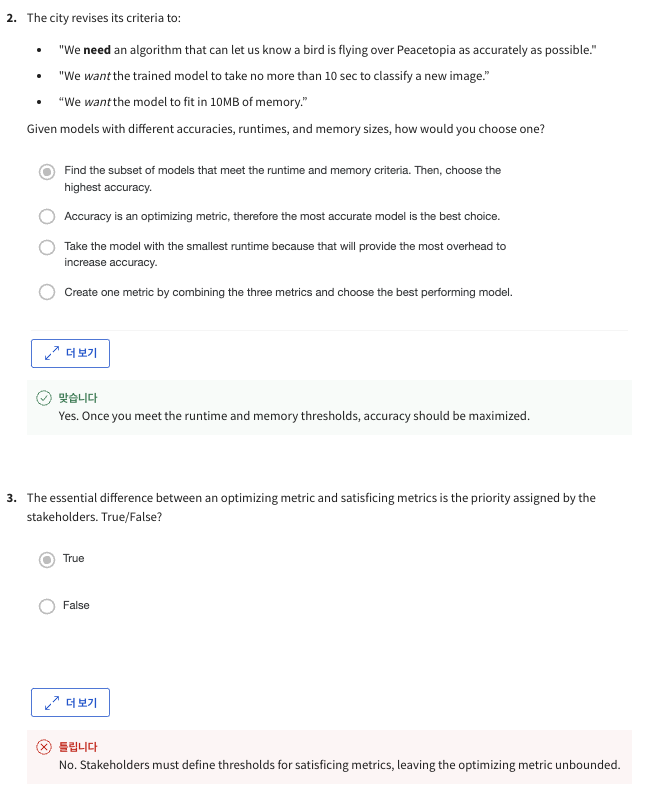 2. The city revises its criteria to:
• "We need an algorithm that can let us know a bird is flying over Peacetopia as accurately as possible."
• "We want the trained model to take no more than 10 sec to classify a new image.”
• “We want the model to fit in 10MB of memory.”
Given models with different accuracies, runtimes, and memory sizes, how would you choose one?
Find the subset of models that meet the runtime and memory criteria. Then, choose the
highest accuracy.
Accuracy is an optimizing metric, therefore the most accurate model is the best choice.
Take the model with the smallest runtime because that will provide the most overhead to
increase accuracy.
Create one metric by combining the three metrics and choose the best performing model.
더 보기
맞습니다
Yes. Once you meet the runtime and memory thresholds, accuracy should be maximized.
3. The essential difference between an optimizing metric and satisficing metrics is the priority assigned by the
stakeholders. True/False?
True
False
더 보기
틀립니다
No. Stakeholders must define thresholds for satisficing metrics, leaving the optimizing metric unbounded.